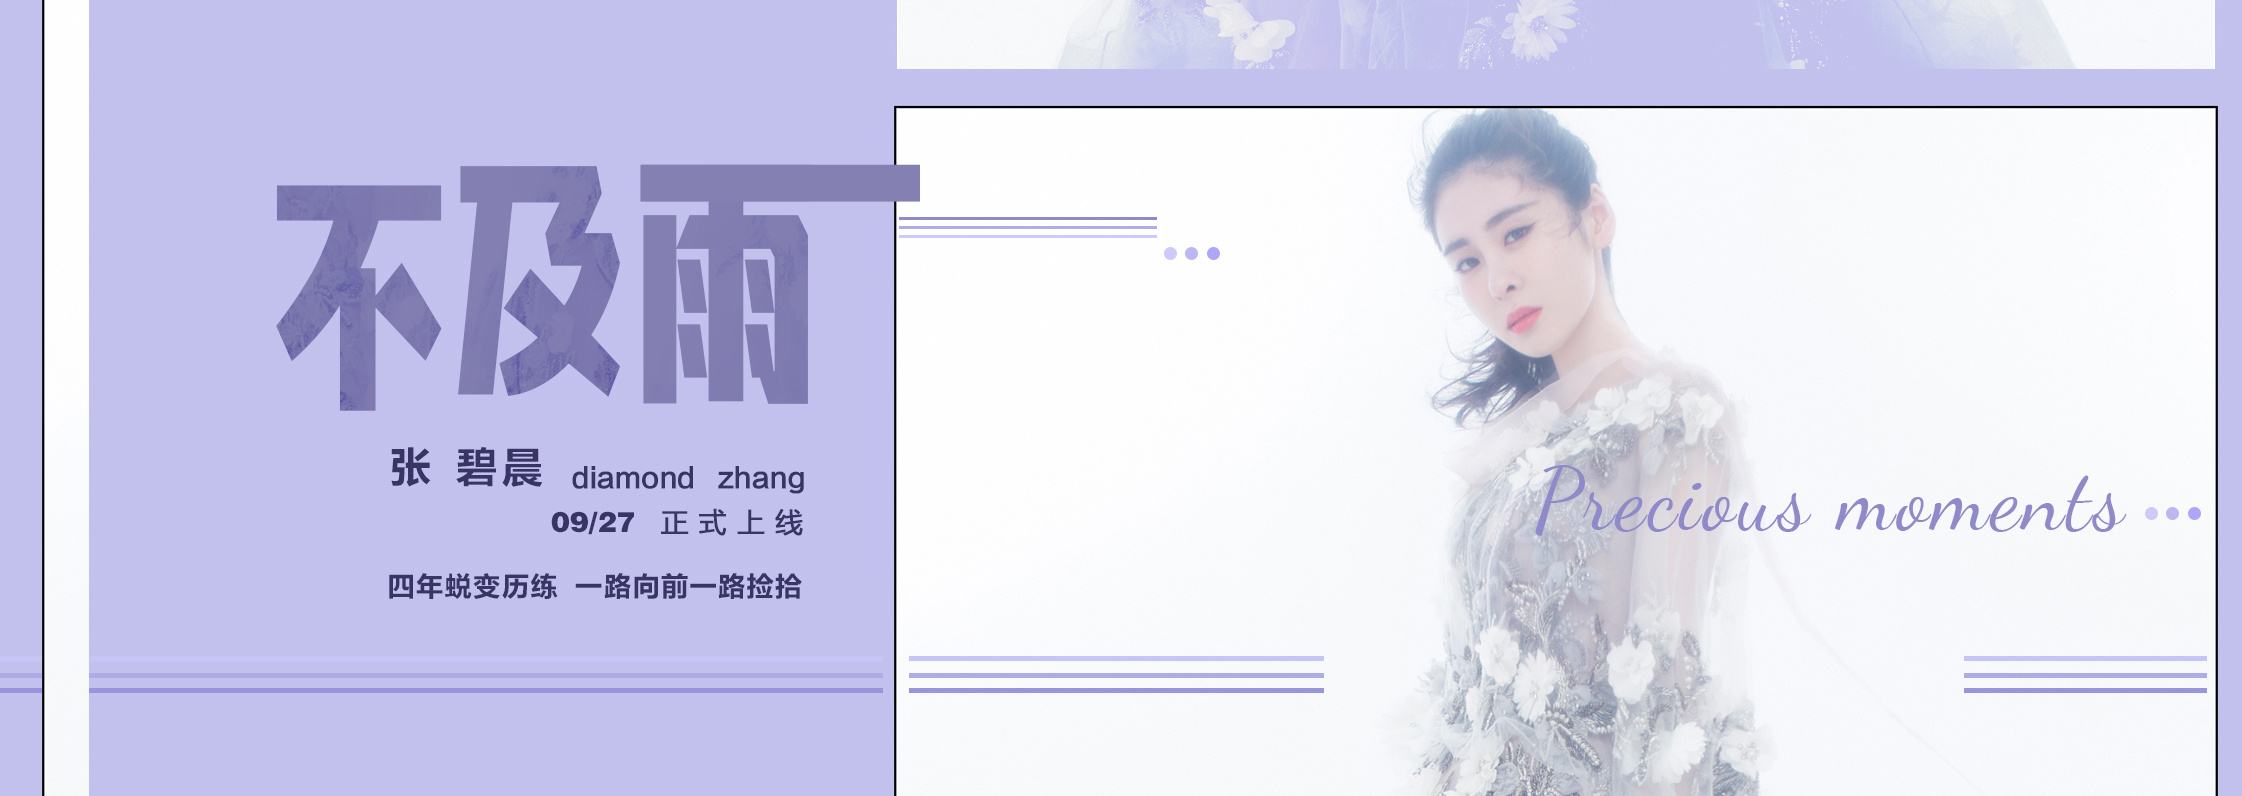 不及雨
张 碧晨 diamond zhang
09/27 正式上线
四年蜕变历练 一路向前一路捡拾
Precious moments